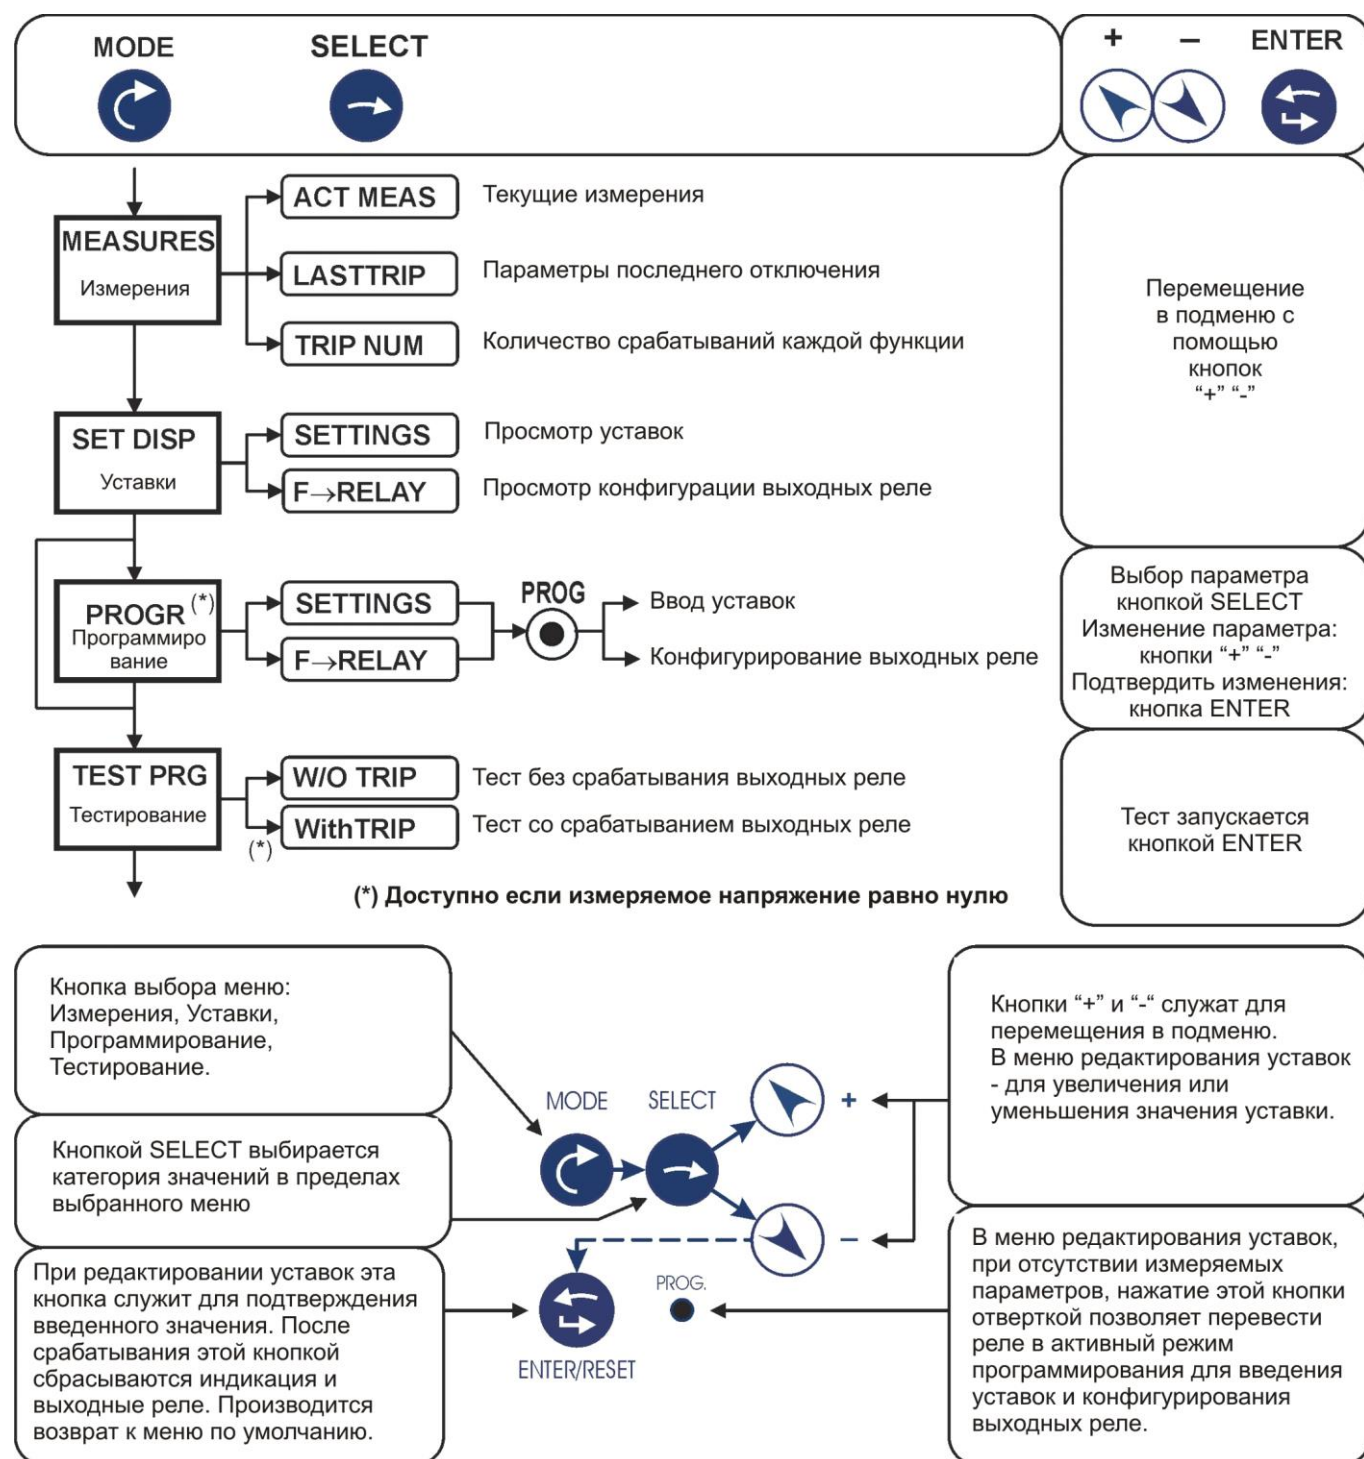 MODE
SELECT
+ – ENTER
MEASURES
Измерения
ACT MEAS
Текущие измерения
LASTTRIP
Параметры последнего отключения
TRIP NUM
Количество срабатываний каждой функции
Перемещение
в подменю с
помощью
кнопок
“+” “-”
SET DISP
Уставки
SETTINGS
Просмотр уставок
F→RELAY
Просмотр конфигурации выходных реле
PROGR (*)
Программиро
вание
SETTINGS
F→RELAY
PROG
Ввод уставок
Конфигурирование выходных реле
Выбор параметра
кнопкой SELECT
Изменение параметра:
кнопки “+” “-”
Подтвердить изменения:
кнопка ENTER
TEST PRG
Тестирование
W/O TRIP
Тест без срабатывания выходных реле
(*)
WithTRIP
Тест со срабатыванием выходных реле
Тест запускается
кнопкой ENTER
(*) Доступно если измеряемое напряжение равно нулю
Кнопка выбора меню:
Измерения, Уставки,
Программирование,
Тестирование.
Кнопкой SELECT выбирается
категория значений в пределах
выбранного меню
При редактировании уставок эта
кнопка служит для подтверждения
введенного значения. После
срабатывания этой кнопкой
сбрасываются индикация и
выходные реле. Производится
возврат к меню по умолчанию.
MODE
SELECT
+
–
PROG.
ENTER/RESET
Кнопки “+” и “-“ служат для
перемещения в подменю.
В меню редактирования уставок
- для увеличения или
уменьшения значения уставки.
В меню редактирования уставок,
при отсутствии измеряемых
параметров, нажатие этой кнопки
отверткой позволяет перевести
реле в активный режим
программирования для введения
уставок и конфигурирования
выходных реле.